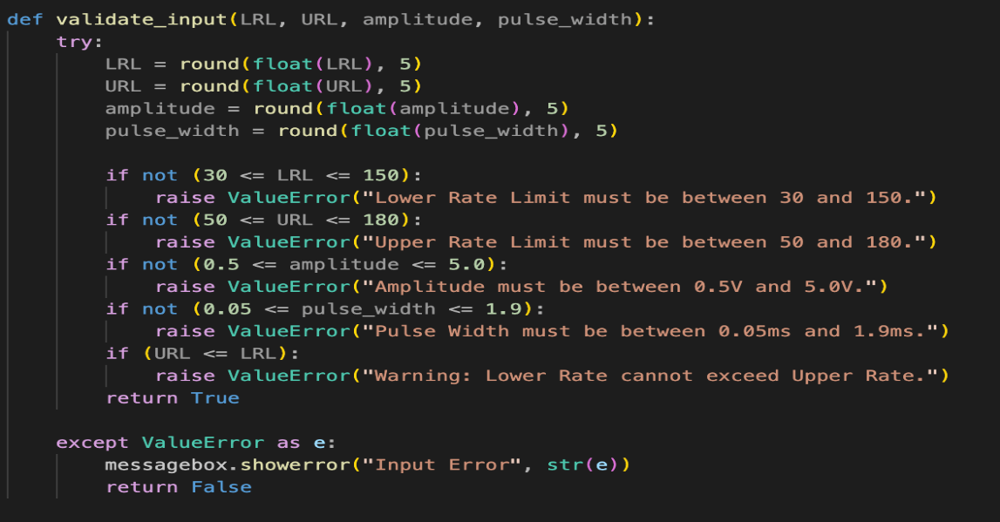 def validate_input(LRL, URL, amplitude, pulse_width):
    try:
        LRL = round(float(LRL), 5)
        URL = round(float(URL), 5)
        amplitude = round(float(amplitude), 5)
        pulse_width = round(float(pulse_width), 5)

        if not (30 <= LRL <= 150):
            raise ValueError("Lower Rate Limit must be between 30 and 150.")
        if not (50 <= URL <= 180):
            raise ValueError("Upper Rate Limit must be between 50 and 180.")
        if not (0.5 <= amplitude <= 5.0):
            raise ValueError("Amplitude must be between 0.5V and 5.0V.")
        if not (0.05 <= pulse_width <= 1.9):
            raise ValueError("Pulse Width must be between 0.05ms and 1.9ms.")
        if (URL <= LRL):
            raise ValueError("Warning: Lower Rate cannot exceed Upper Rate.")
        return True

    except ValueError as e:
        messagebox.showerror("Input Error", str(e))
        return False